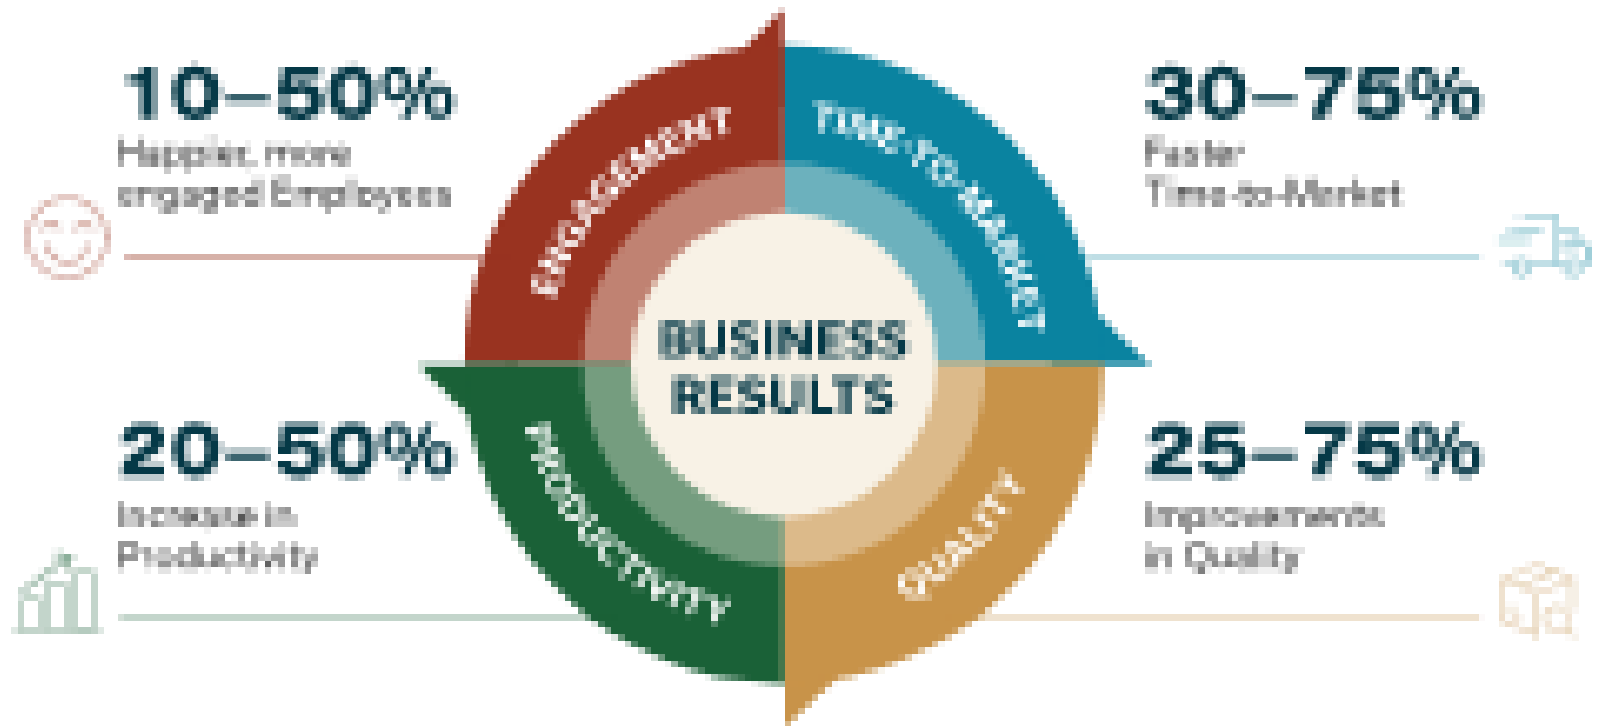 10–50%
Happier, more
engaged Employees
ENGAGEMENT
TIME-TO-MARKET
30–75%
Faster
Time-to-Market
BUSINESS
RESULTS
20–50%
Increase in
Productivity
PRODUCTIVITY
QUALITY
25–75%
Improvements
in Quality